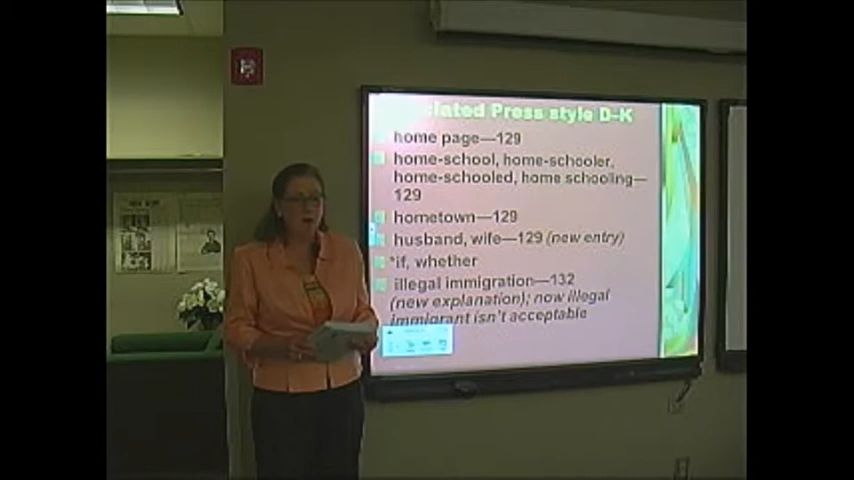 lated Press style D–K
home page—129
home-school, home-schooler,
home-schooled, home schooling—
129
hometown—129
husband, wife—129 (new entry)
*if, whether
illegal immigration—132
(new explanation); now illegal
immigrant isn't acceptable